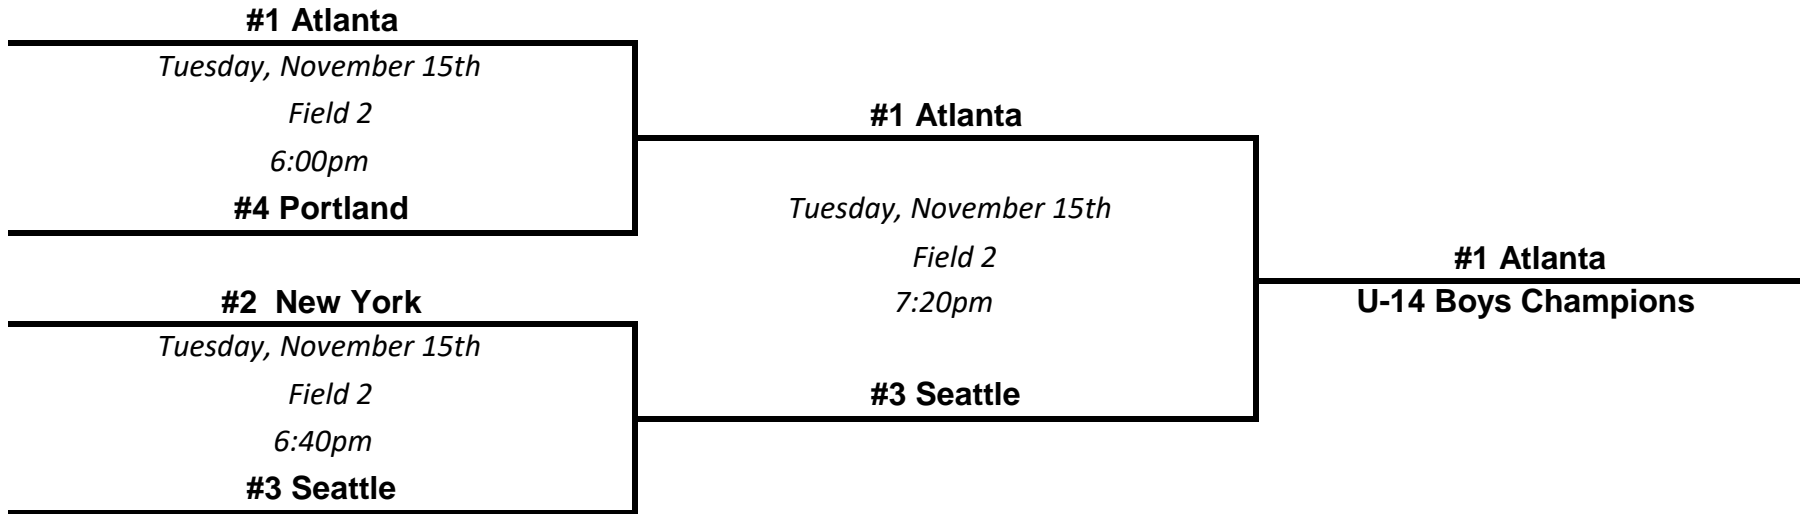 #1 Atlanta
Tuesday, November 15th
Field 2
6:00pm
#4 Portland
#2  New York
Tuesday, November 15th
Field 2
6:40pm
#3 Seattle
#1 Atlanta
Tuesday, November 15th
Field 2
7:20pm
#3 Seattle
#1 Atlanta
U-14 Boys Champions